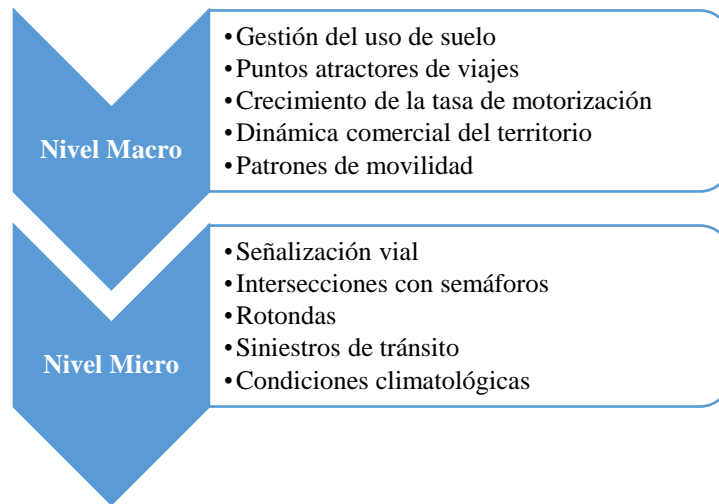 Nivel Macro
•Gestión del uso de suelo
•Puntos atractores de viajes
•Crecimiento de la tasa de motorización
•Dinámica comercial del territorio
•Patrones de movilidad
Nivel Micro
•Señalización vial
•Intersecciones con semáforos
•Rotondas
•Siniestros de tránsito
•Condiciones climatológicas